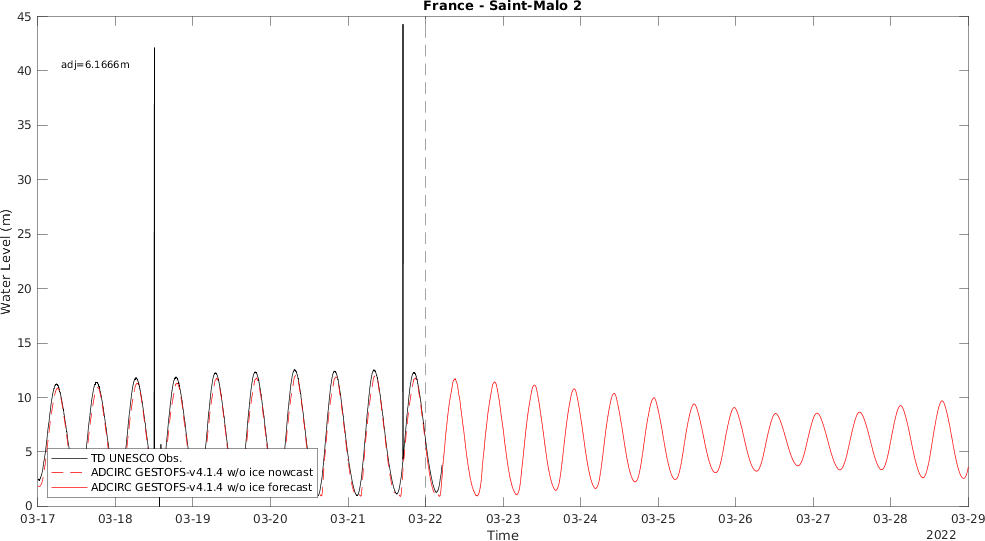 France - Saint-Malo 2
45
adj=6.1666m
40
35
30
25
20
15
10
5
0
Water Level (m)
TD UNESCO Obs.
ADCIRC GESTOFS-v4.1.4 w/o ice nowcast
ADCIRC GESTOFS-v4.1.4 w/o ice forecast
03-17 03-18 03-19 03-20 03-21 03-22 03-23 03-24 03-25 03-26 03-27 03-28 03-29
Time
2022